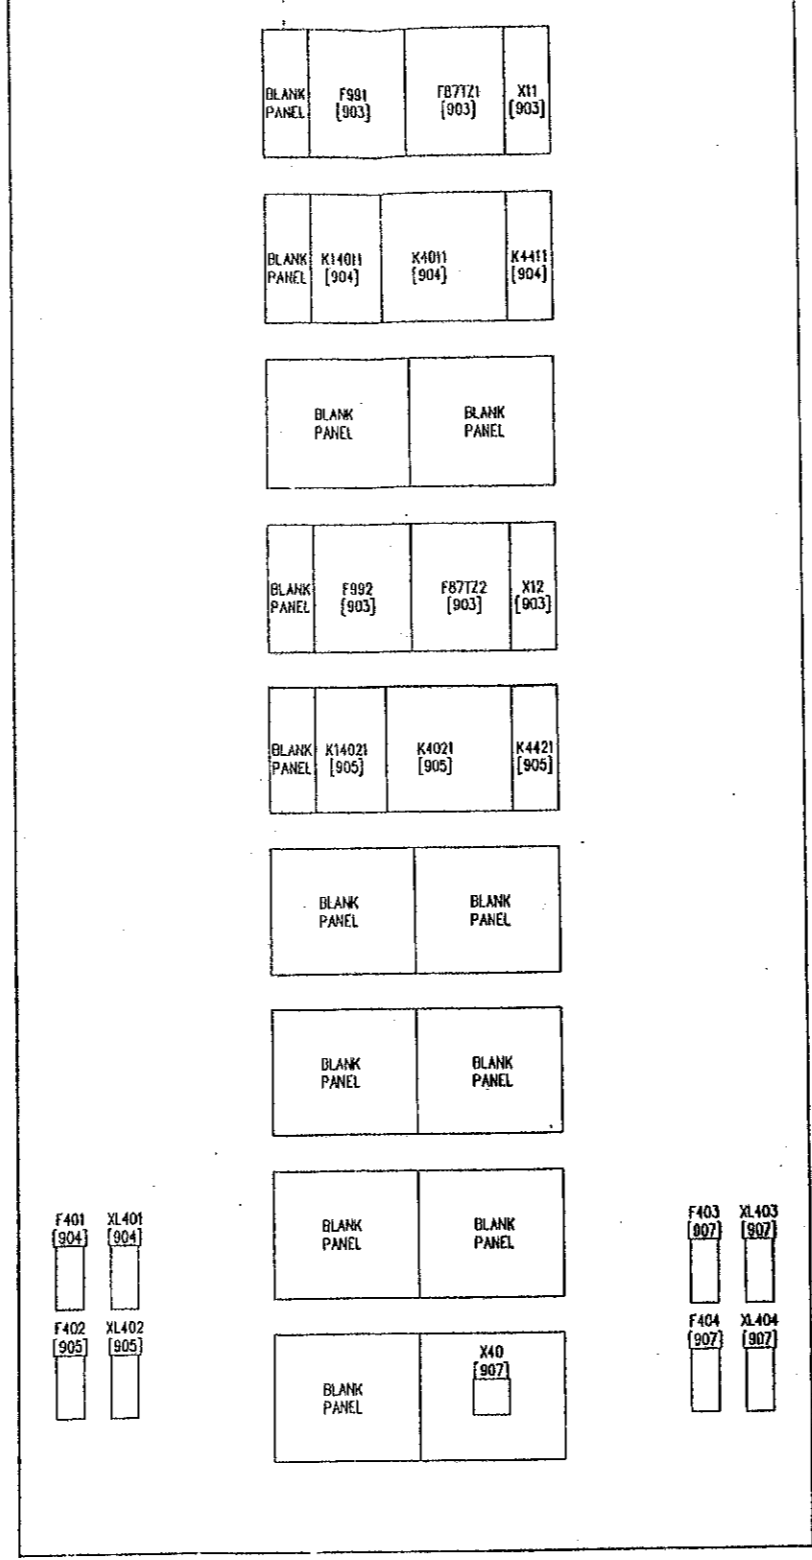 BLANK
PANEL
F991
[903]
F87TZ1
[903]
X11
[903]
BLANK
PANEL
K14011
[904]
K4011
[904]
K4411
[904]
BLANK
PANEL
BLANK
PANEL
BLANK
PANEL
F992
[903]
F87TZ2
[903]
X12
[903]
BLANK
PANEL
K14021
[905]
K4021
[905]
K4421
[905]
BLANK
PANEL
BLANK
PANEL
BLANK
PANEL
BLANK
PANEL
BLANK
PANEL
BLANK
PANEL
F401
[904]
XL401
[904]
F403
[907]
XL403
[907]
F402
[905]
XL402
[905]
F404
[907]
XL404
[907]
BLANK
PANEL
X40
[907]